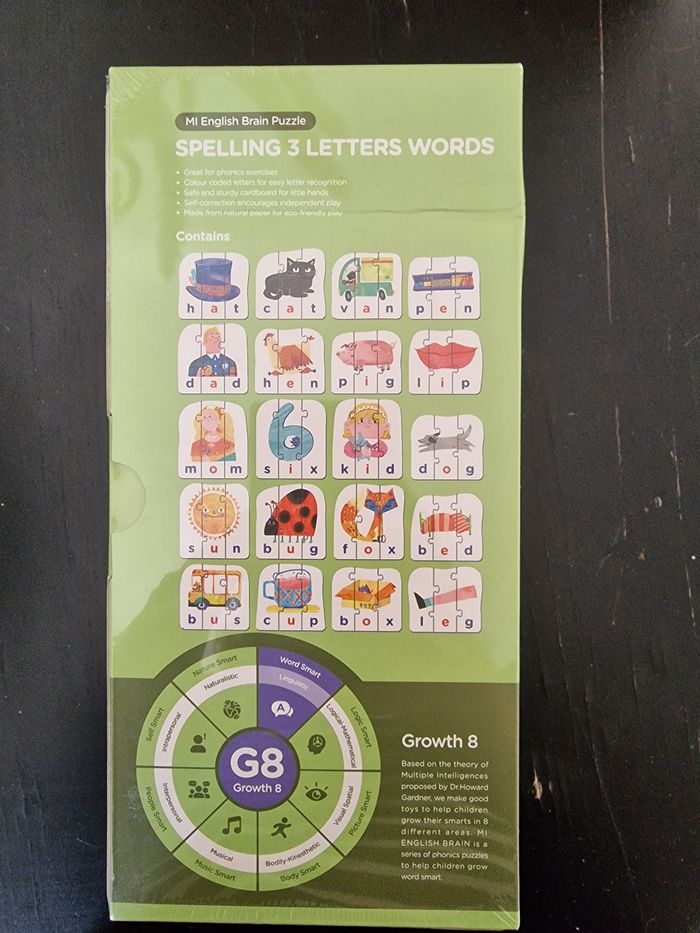 MI English Brain Puzzle
SPELLING 3 LETTERS WORDS
• Great for phonics exercises
• Colour coded letters for easy letter recognition
• Safe and sturdy cardboard for little hands
• Self-correction encourages independent play
• Made from natural paper for eco-friendly play
Contains
h a t c a t v a n p e n
d a d h e n p i g l i p
m o m s i x k i d d o g
s u n b u g f o x b e d
b u s c u p b o x l e g
Word Smart
Linguistic
A
Logic Smart
Logical-Mathematical
Picture Smart
Visual Spatial
Body Smart
Bodily-Kinesthetic
Music Smart
Musical
People Smart
Interpersonal
Self Smart
Intrapersonal
Nature Smart
Naturalistic
G8
Growth 8
Growth 8
Based on the theory of
Multiple Intelligences
proposed by Dr.Howard
Gardner, we make good
toys to help children
grow their smarts in 8
different areas. MI
ENGLISH BRAIN is a
series of phonics puzzles
to help children grow
word smart.